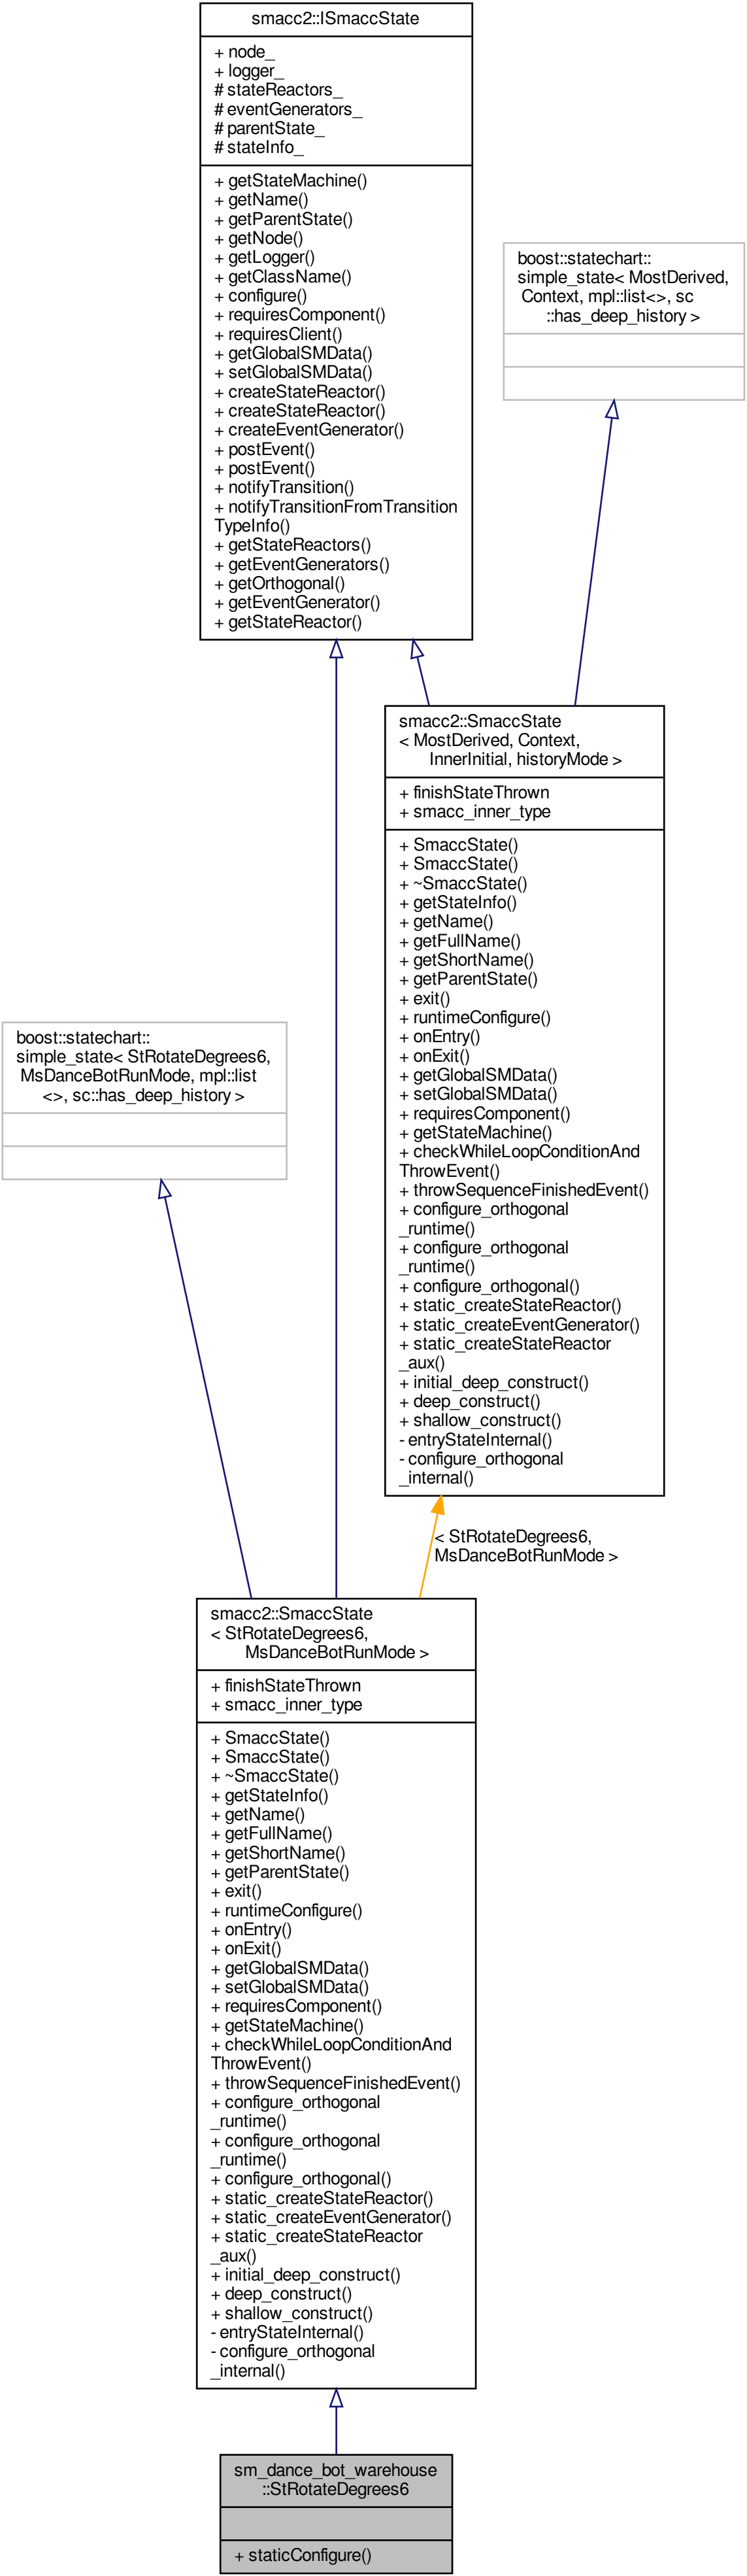 smacc2::ISmaccState
+ node_
+ logger_
# stateReactors_
# eventGenerators_
# parentState_
# stateInfo_
+ getStateMachine()
+ getName()
+ getParentState()
+ getNode()
+ getLogger()
+ getClassName()
+ configure()
+ requiresComponent()
+ requiresClient()
+ getGlobalSMData()
+ setGlobalSMData()
+ createStateReactor()
+ createStateReactor()
+ createEventGenerator()
+ postEvent()
+ postEvent()
+ notifyTransition()
+ notifyTransitionFromTransition
TypeInfo()
+ getStateReactors()
+ getEventGenerators()
+ getOrthogonal()
+ getEventGenerator()
+ getStateReactor()
boost::statechart::
simple_state< MostDerived,
Context, mpl::list<>, sc
::has_deep_history >
smacc2::SmaccState
< MostDerived, Context,
InnerInitial, historyMode >
+ finishStateThrown
+ smacc_inner_type
+ SmaccState()
+ SmaccState()
+ ~SmaccState()
+ getStateInfo()
+ getName()
+ getFullName()
+ getShortName()
+ getParentState()
+ exit()
+ runtimeConfigure()
+ onEntry()
+ onExit()
+ getGlobalSMData()
+ setGlobalSMData()
+ requiresComponent()
+ getStateMachine()
+ checkWhileLoopConditionAnd
ThrowEvent()
+ throwSequenceFinishedEvent()
+ configure_orthogonal
_runtime()
+ configure_orthogonal
_runtime()
+ configure_orthogonal()
+ static_createStateReactor()
+ static_createEventGenerator()
+ static_createStateReactor
_aux()
+ initial_deep_construct()
+ deep_construct()
+ shallow_construct()
- entryStateInternal()
- configure_orthogonal
_internal()
boost::statechart::
simple_state< StRotateDegrees6,
MsDanceBotRunMode, mpl::list
<>, sc::has_deep_history >
< StRotateDegrees6,
MsDanceBotRunMode >
smacc2::SmaccState
< StRotateDegrees6,
MsDanceBotRunMode >
+ finishStateThrown
+ smacc_inner_type
+ SmaccState()
+ SmaccState()
+ ~SmaccState()
+ getStateInfo()
+ getName()
+ getFullName()
+ getShortName()
+ getParentState()
+ exit()
+ runtimeConfigure()
+ onEntry()
+ onExit()
+ getGlobalSMData()
+ setGlobalSMData()
+ requiresComponent()
+ getStateMachine()
+ checkWhileLoopConditionAnd
ThrowEvent()
+ throwSequenceFinishedEvent()
+ configure_orthogonal
_runtime()
+ configure_orthogonal
_runtime()
+ configure_orthogonal()
+ static_createStateReactor()
+ static_createEventGenerator()
+ static_createStateReactor
_aux()
+ initial_deep_construct()
+ deep_construct()
+ shallow_construct()
- entryStateInternal()
- configure_orthogonal
_internal()
sm_dance_bot_warehouse
::StRotateDegrees6
+ staticConfigure()